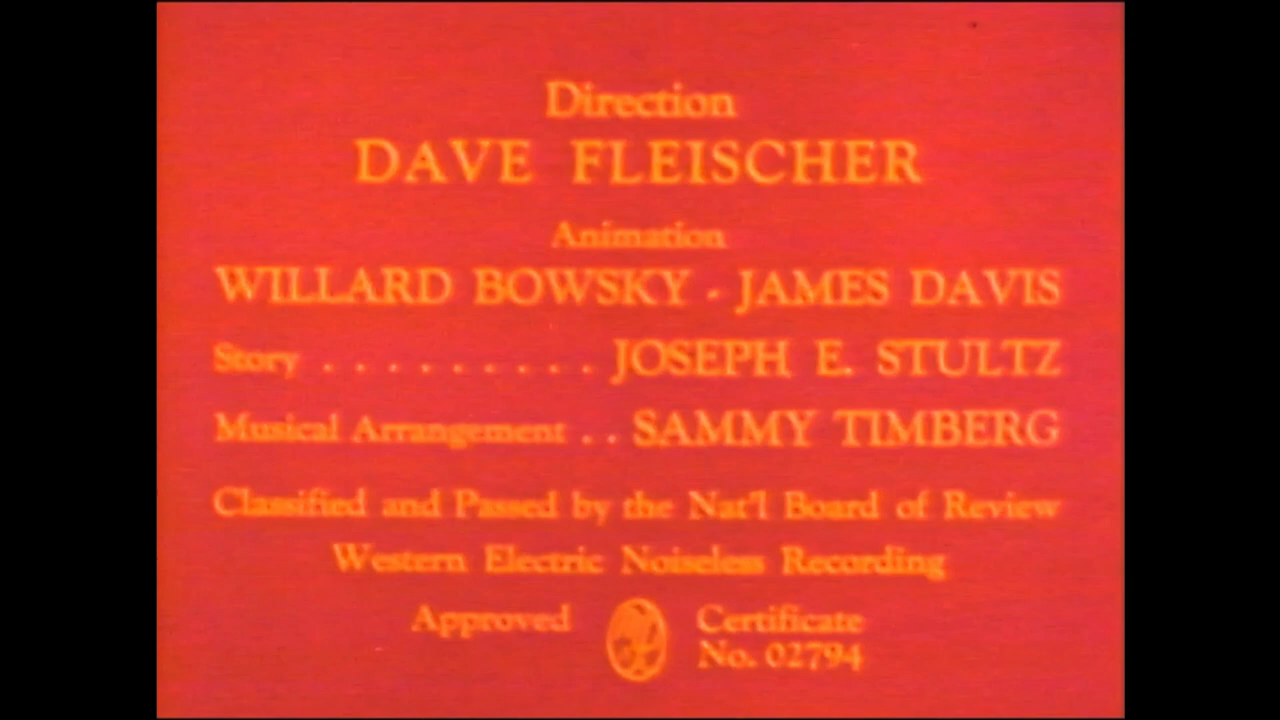 Direction
DAVE FLEISCHER
Animation
WILLARD BOWSKY - JAMES DAVIS
Story . . . . . . . . . . JOSEPH E. STULTZ
Musical Arrangement . . SAMMY TIMBERG
Classified and Passed by the Nat'l Board of Review
Western Electric Noiseless Recording
Approved Certificate
No. 02794